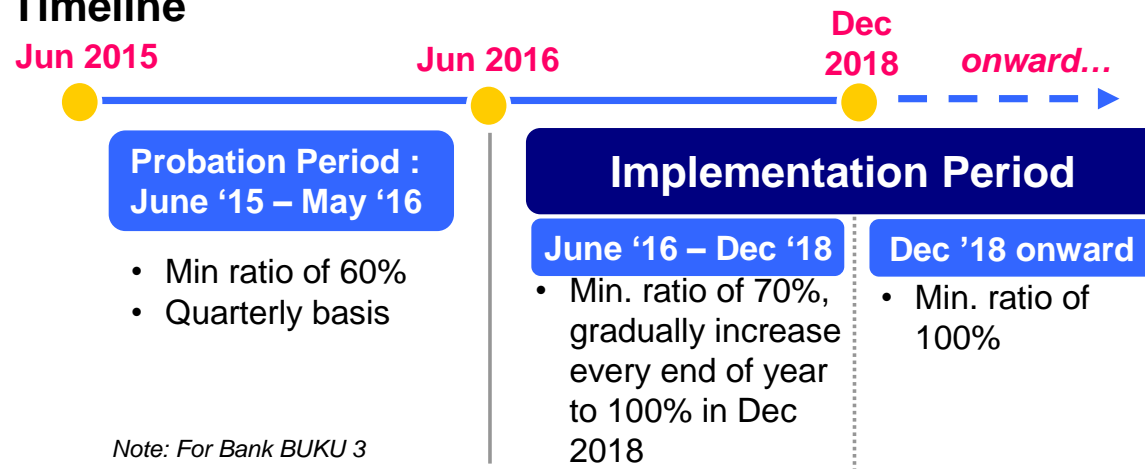 Timeline
Jun 2015
Jun 2016
Dec
2018
onward…
Probation Period :
June ‘15 – May ‘16
• Min ratio of 60%
• Quarterly basis
Note: For Bank BUKU 3
Implementation Period
June ‘16 – Dec ‘18
• Min. ratio of 70%,
gradually increase
every end of year
to 100% in Dec
2018
Dec ’18 onward
• Min. ratio of
100%